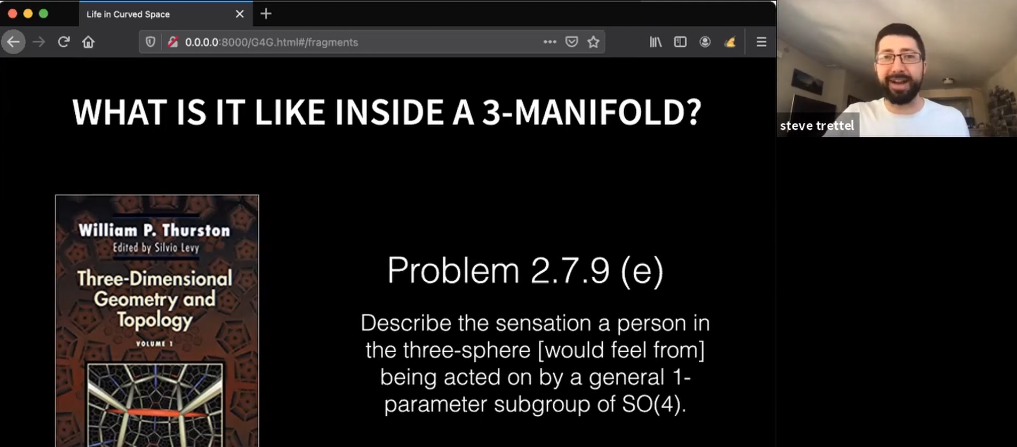 Life in Curved Space
0.0.0.0:8000/G4G.html#/fragments
WHAT IS IT LIKE INSIDE A 3-MANIFOLD?
steve trettel
William P. Thurston
Edited by Silvio Levy
Three-Dimensional
Geometry and
Topology
VOLUME 1
Problem 2.7.9 (e)
Describe the sensation a person in
the three-sphere [would feel from]
being acted on by a general 1-
parameter subgroup of SO(4).